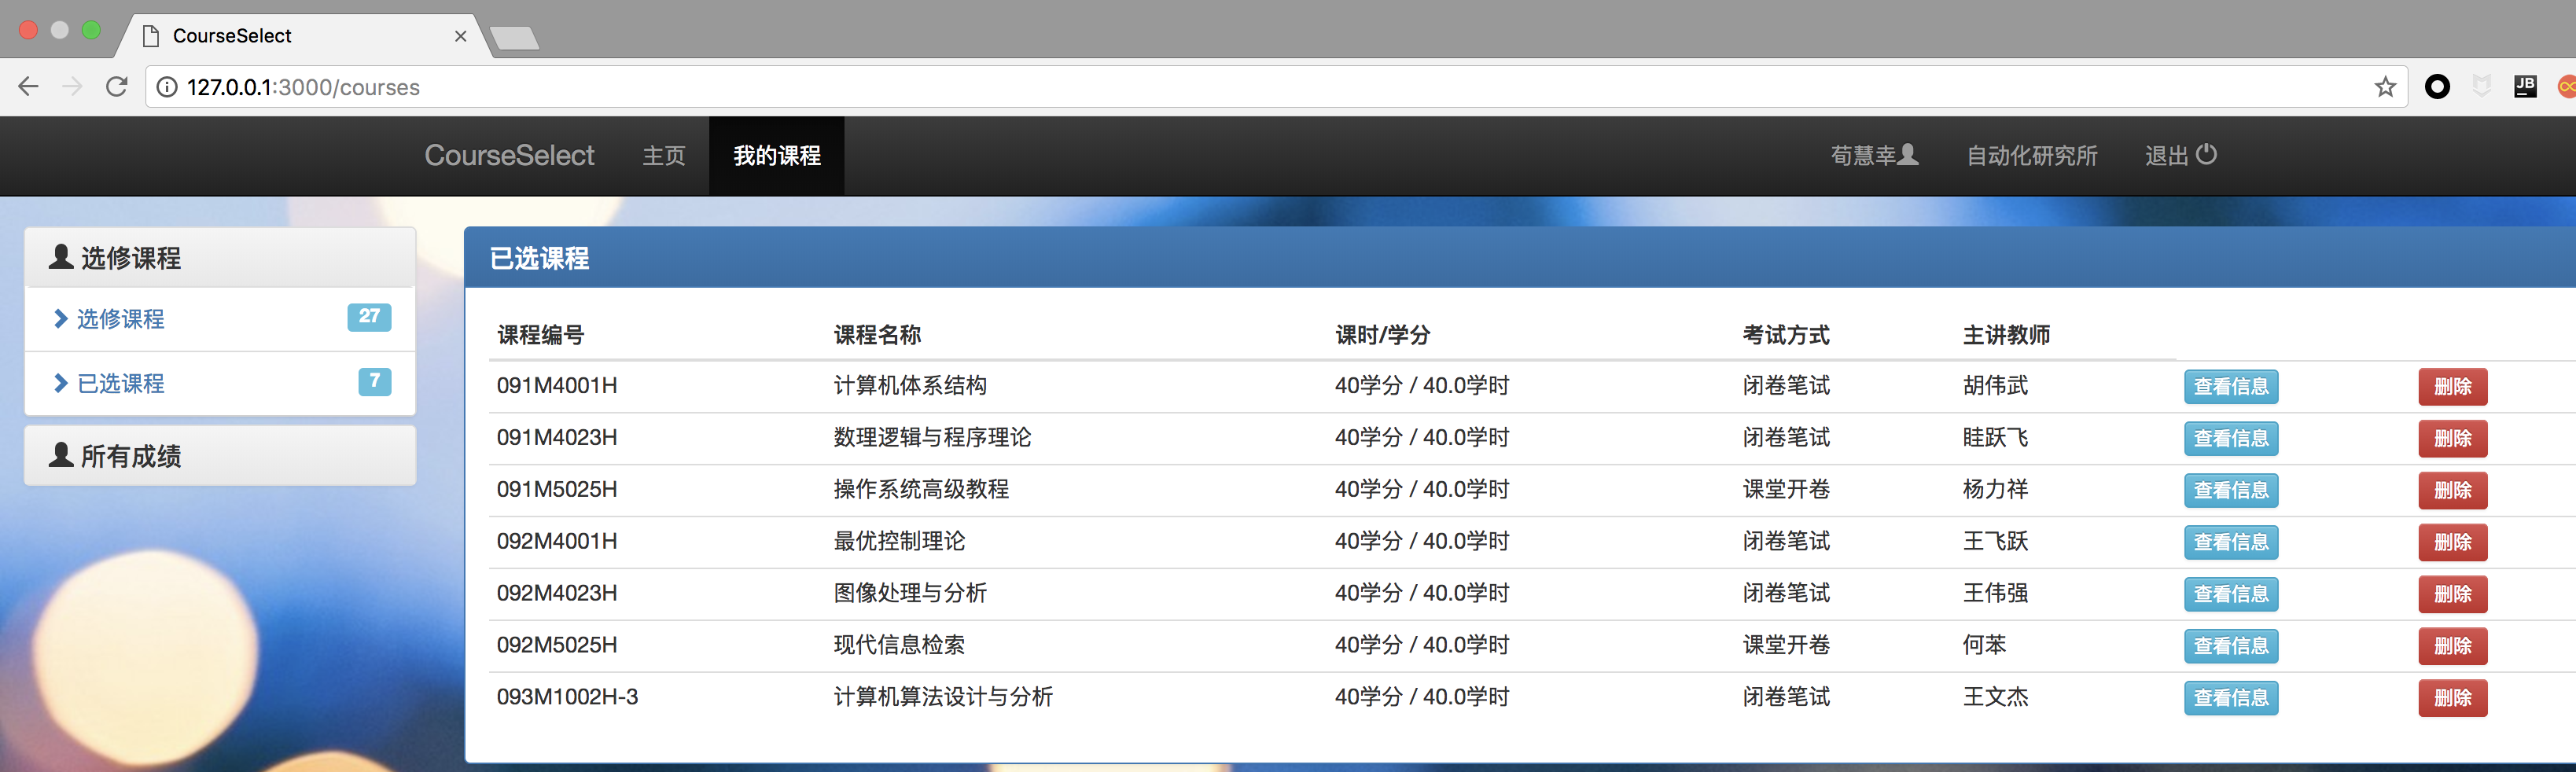 CourseSelect
127.0.0.1:3000/courses
JB
CourseSelect 主页 我的课程 荀慧幸 自动化研究所 退出
选修课程
选修课程 27
已选课程 7
所有成绩
已选课程
课程编号 课程名称 课时/学分 考试方式 主讲教师
091M4001H 计算机体系结构 40学分 / 40.0学时 闭卷笔试 胡伟武 查看信息 删除
091M4023H 数理逻辑与程序理论 40学分 / 40.0学时 闭卷笔试 眭跃飞 查看信息 删除
091M5025H 操作系统高级教程 40学分 / 40.0学时 课堂开卷 杨力祥 查看信息 删除
092M4001H 最优控制理论 40学分 / 40.0学时 闭卷笔试 王飞跃 查看信息 删除
092M4023H 图像处理与分析 40学分 / 40.0学时 闭卷笔试 王伟强 查看信息 删除
092M5025H 现代信息检索 40学分 / 40.0学时 课堂开卷 何苯 查看信息 删除
093M1002H-3 计算机算法设计与分析 40学分 / 40.0学时 闭卷笔试 王文杰 查看信息 删除